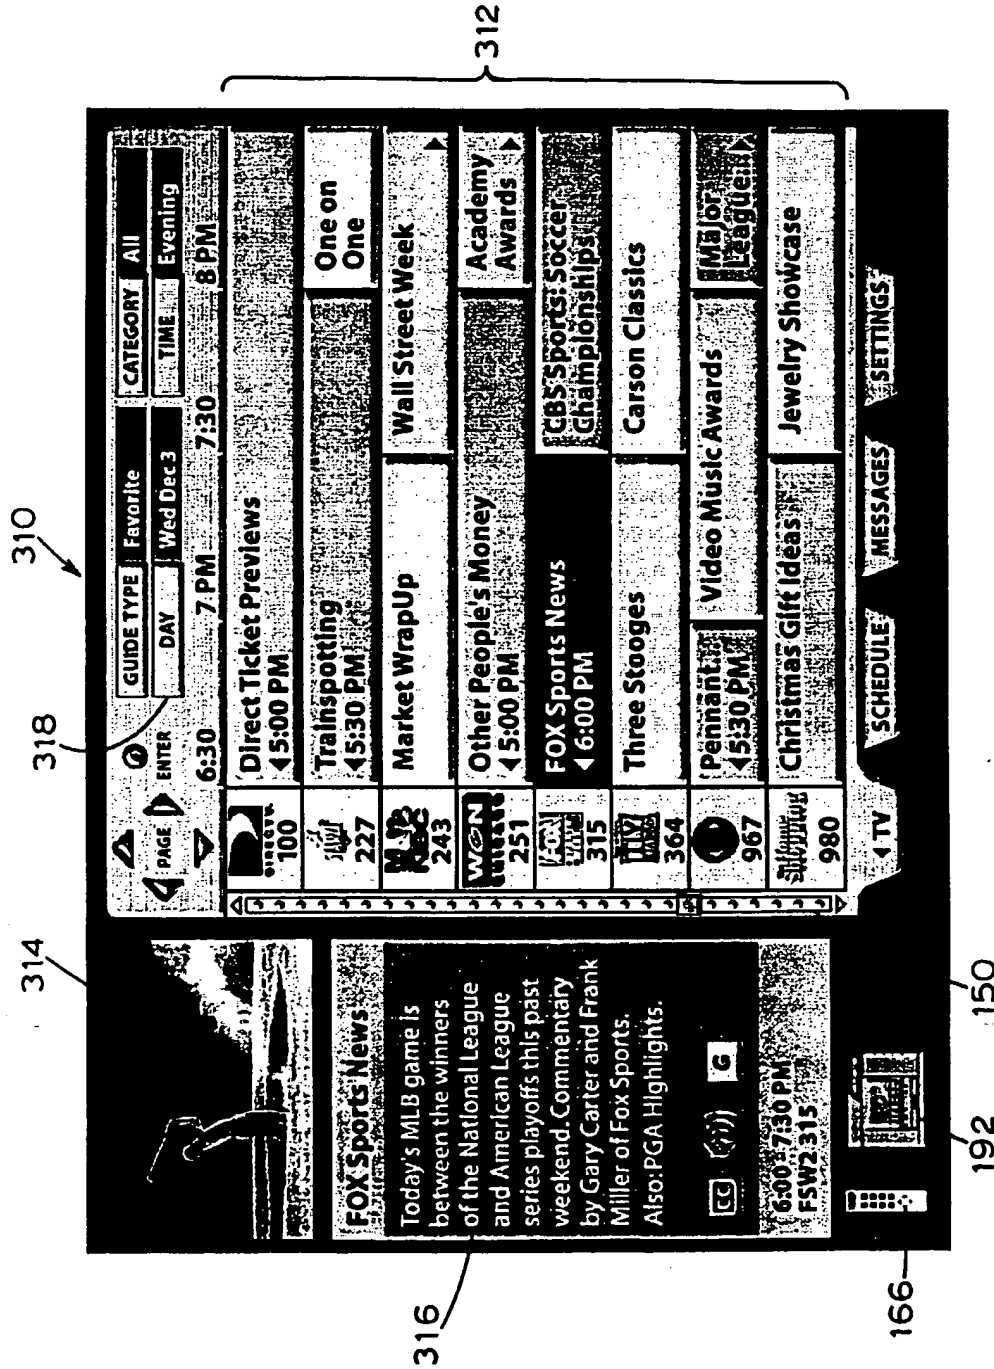 310
314
318
312
316
PAGE
ENTER
GUIDE TYPE Favorite CATEGORY All
DAY Wed Dec 3 TIME Evening
6:30 7 PM 7:30 8 PM
DIRECTV
100
Direct Ticket Previews
5:00 PM
227
Trainspotting
5:30 PM
One on
One
243
Market WrapUp
Wall Street Week
WGN
251
Other People's Money
5:00 PM
Academy
Awards
FOX
315
FOX Sports News
6:00 PM
CBS Sports: Soccer
Championships
364
Three Stooges
Carson Classics
967
Pennant...
5:30 PM
Video Music Awards
Major
League...
980
Christmas Gift Ideas
Jewelry Showcase
TV
SCHEDULE
MESSAGES
SETTINGS
FOX Sports News
Today's MLB game is
between the winners
of the National League
and American League
series playoffs this past
weekend. Commentary
by Gary Carter and Frank
Miller of Fox Sports.
Also: PGA Highlights.
CC G
6:00-7:30 PM
FSW2 315
166
192
150